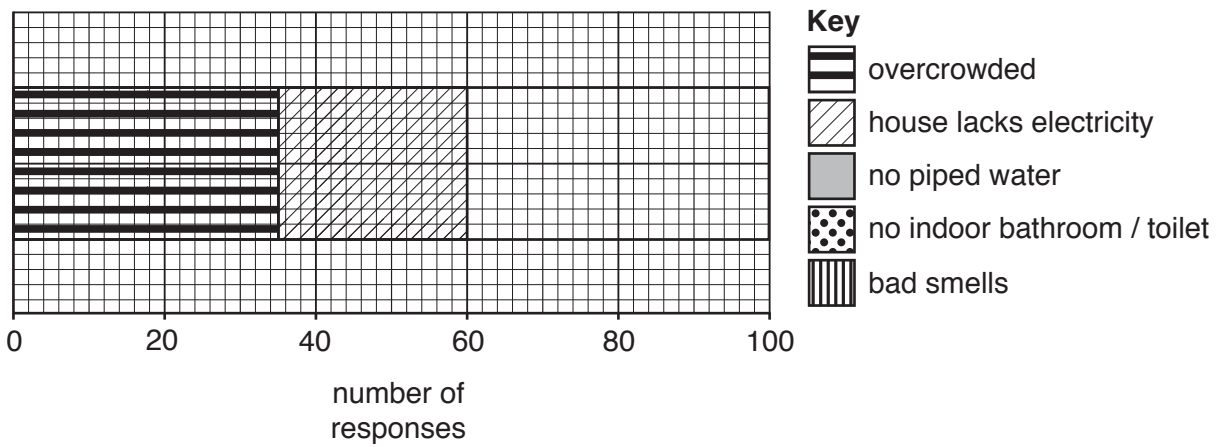 Key
overcrowded
house lacks electricity
no piped water
no indoor bathroom / toilet
bad smells
0 20 40 60 80 100
number of
responses